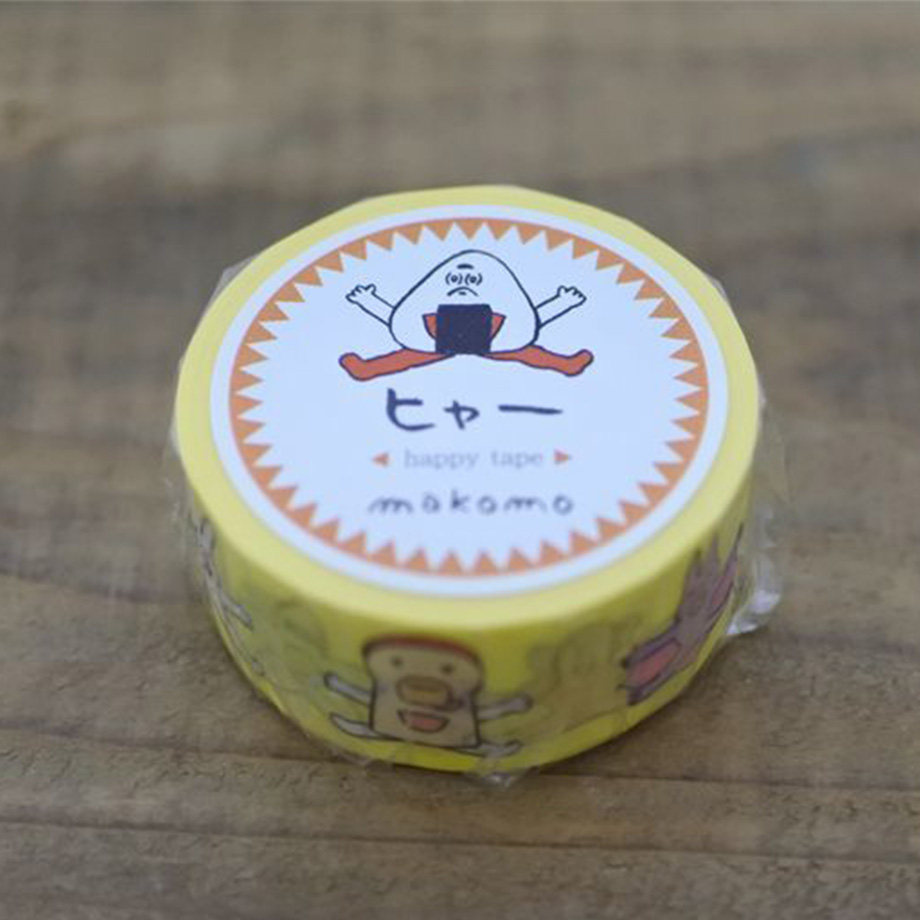 ヒャー
happy tape
makomo